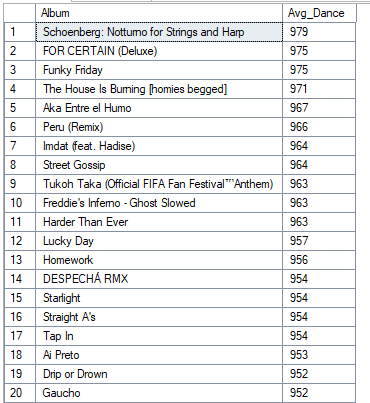 Album Avg_Dance
1 Schoenberg: Notturno for Strings and Harp 979
2 FOR CERTAIN (Deluxe) 975
3 Funky Friday 975
4 The House Is Burning [homies begged] 971
5 Aka Entre el Humo 967
6 Peru (Remix) 966
7 Imdat (feat. Hadise) 964
8 Street Gossip 964
9 Tukoh Taka (Official FIFA Fan Festival™ Anthem) 963
10 Freddie's Inferno - Ghost Slowed 963
11 Harder Than Ever 963
12 Lucky Day 957
13 Homework 956
14 DESPECHÁ RMX 954
15 Starlight 954
16 Straight A's 954
17 Tap In 954
18 Ai Preto 953
19 Drip or Drown 952
20 Gaucho 952